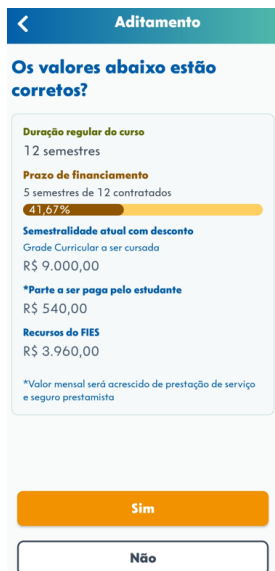 Aditamento
Os valores abaixo estão
corretos?
Duração regular do curso
12 semestres
Prazo de financiamento
5 semestres de 12 contratados
41,67%
Semestralidade atual com desconto
Grade Curricular a ser cursada
R$ 9.000,00
*Parte a ser paga pelo estudante
R$ 540,00
Recursos do FIES
R$ 3.960,00
*Valor mensal será acrescido de prestação de serviço
e seguro prestamista
Sim
Não